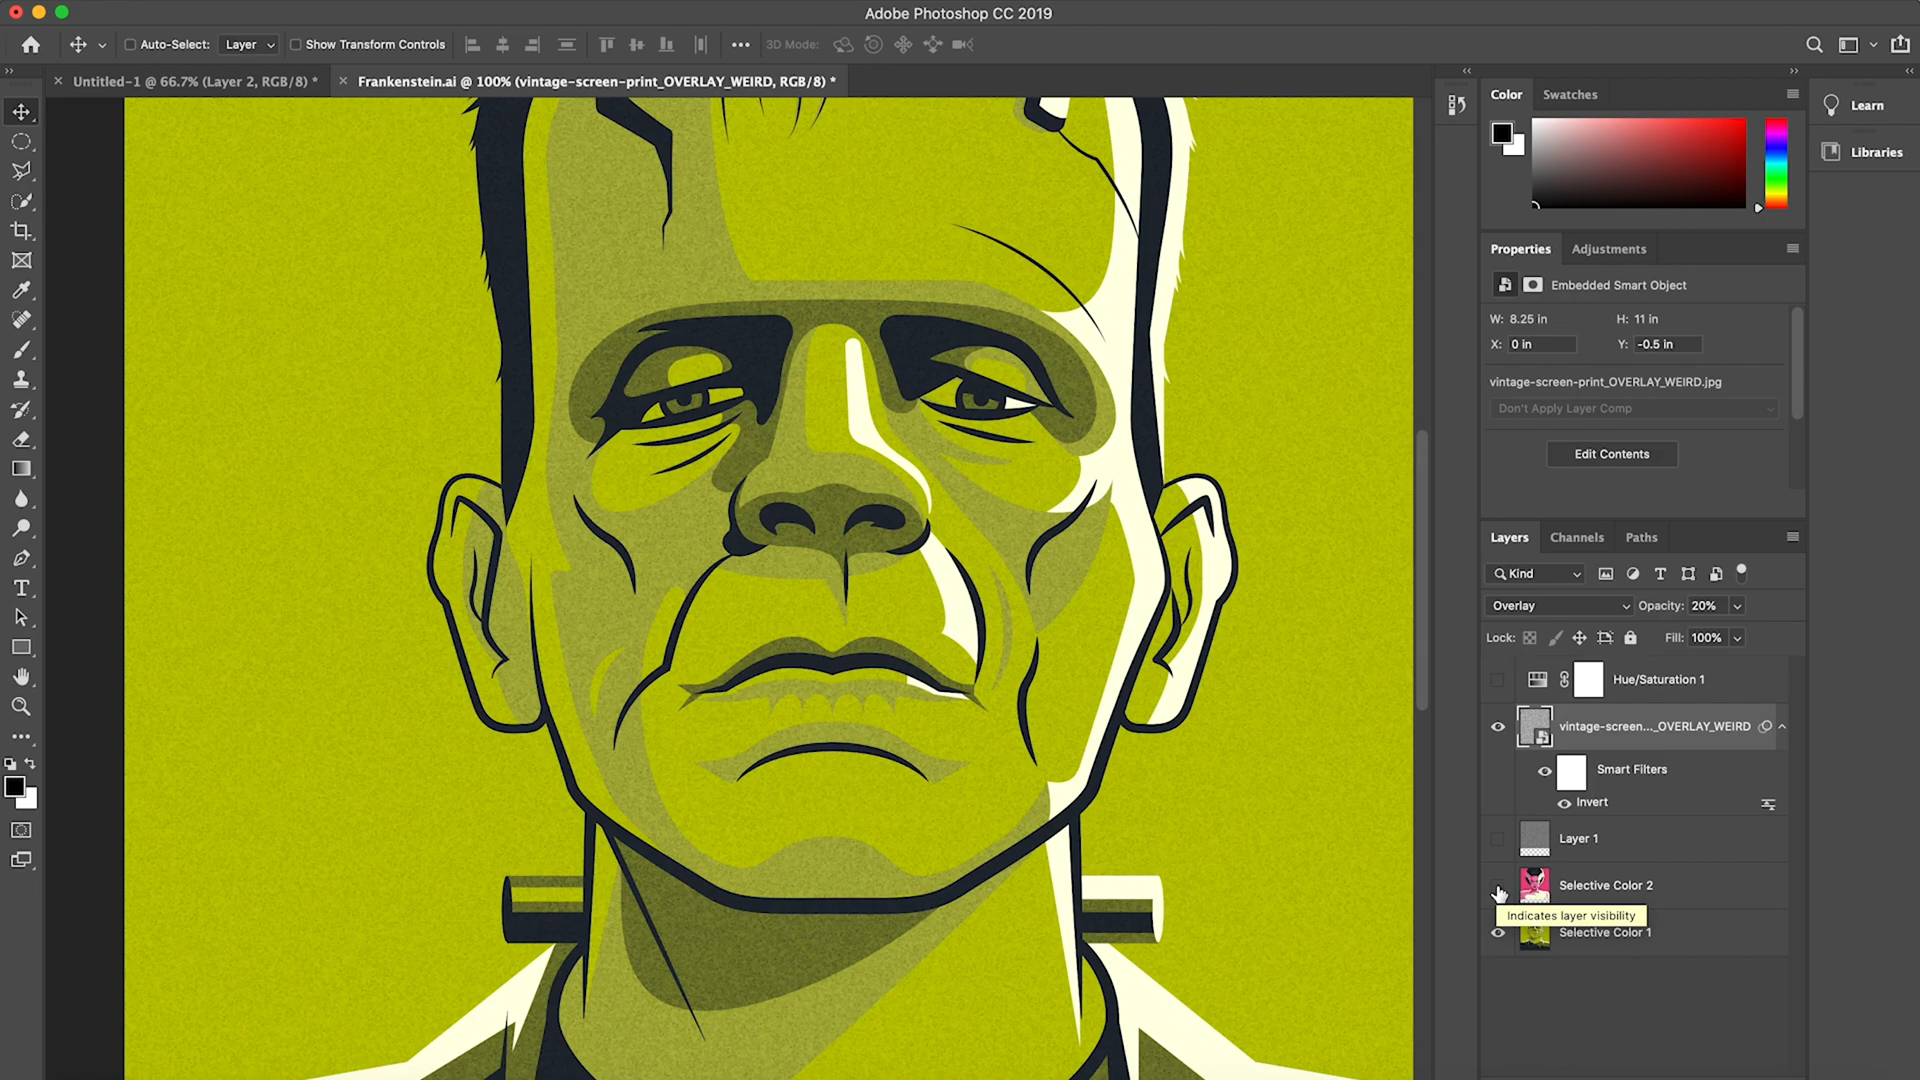 Adobe Photoshop CC 2019
Auto-Select: Layer Show Transform Controls 3D Mode:
Untitled-1 @ 66.7% (Layer 2, RGB/8) *
Frankenstein.ai @ 100% (vintage-screen-print_OVERLAY_WEIRD, RGB/8) *
Color Swatches
Learn
Libraries
Properties Adjustments
Embedded Smart Object
W: 8.25 in H: 11 in
X: 0 in Y: -0.5 in
vintage-screen-print_OVERLAY_WEIRD.jpg
Don't Apply Layer Comp
Edit Contents
Layers Channels Paths
Kind
Overlay Opacity: 20%
Lock: Fill: 100%
Hue/Saturation 1
vintage-screen..._OVERLAY_WEIRD
Smart Filters
Invert
Layer 1
Selective Color 2
Indicates layer visibility
Selective Color 1